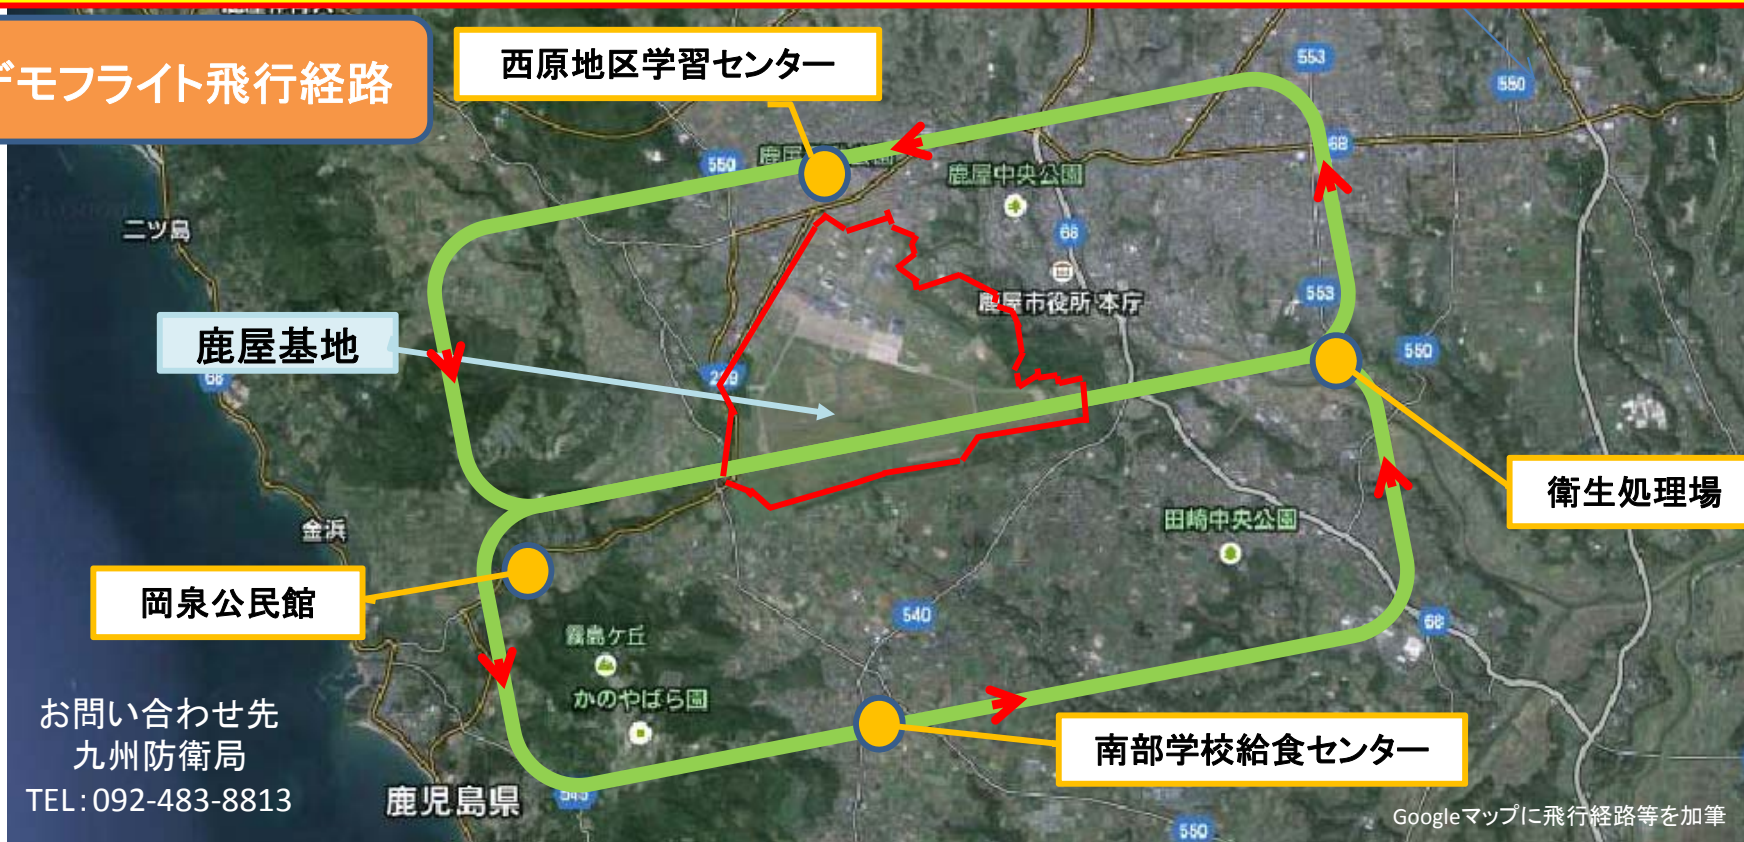 デモフライト飛行経路
西原地区学習センター
553
550
68
550
鹿屋中央公園
二ツ島
68
鹿屋市役所 本庁
553
鹿屋基地
550
68
衛生処理場
金浜
田崎中央公園
岡泉公民館
540
68
霧島ケ丘
かのやばら園
お問い合わせ先
九州防衛局
TEL:092-483-8813
南部学校給食センター
鹿児島県
Googleマップに飛行経路等を加筆
550